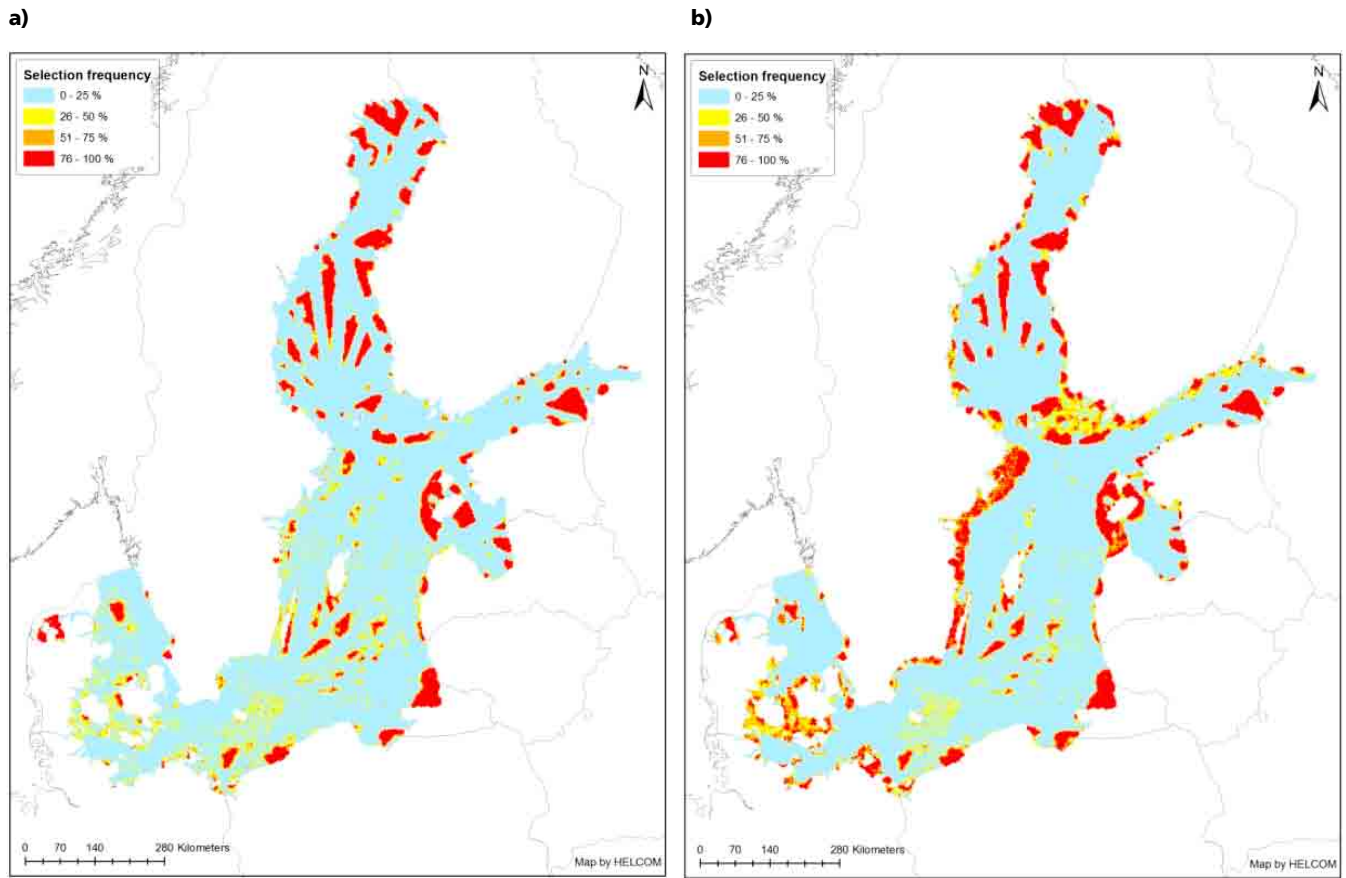 a)
Selection frequency
0 - 25 %
26 - 50 %
51 - 75 %
76 - 100 %
N
0 70 140 280 Kilometers
Map by HELCOM
b)
Selection frequency
0 - 25 %
26 - 50 %
51 - 75 %
76 - 100 %
N
0 70 140 280 Kilometers
Map by HELCOM